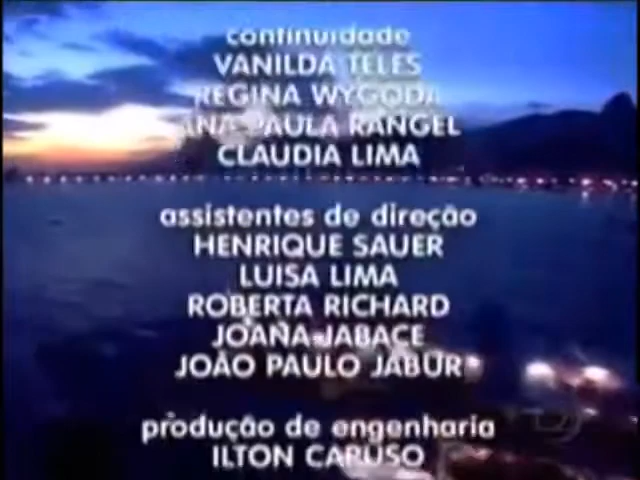 continuidade
VANILDA TELES
REGINA WYGODA
ANA PAULA RANGEL
CLAUDIA LIMA
assistentes de direção
HENRIQUE SAUER
LUISA LIMA
ROBERTA RICHARD
JOANA JABACE
JOÃO PAULO JABUR
produção de engenharia
ILTON CARUSO